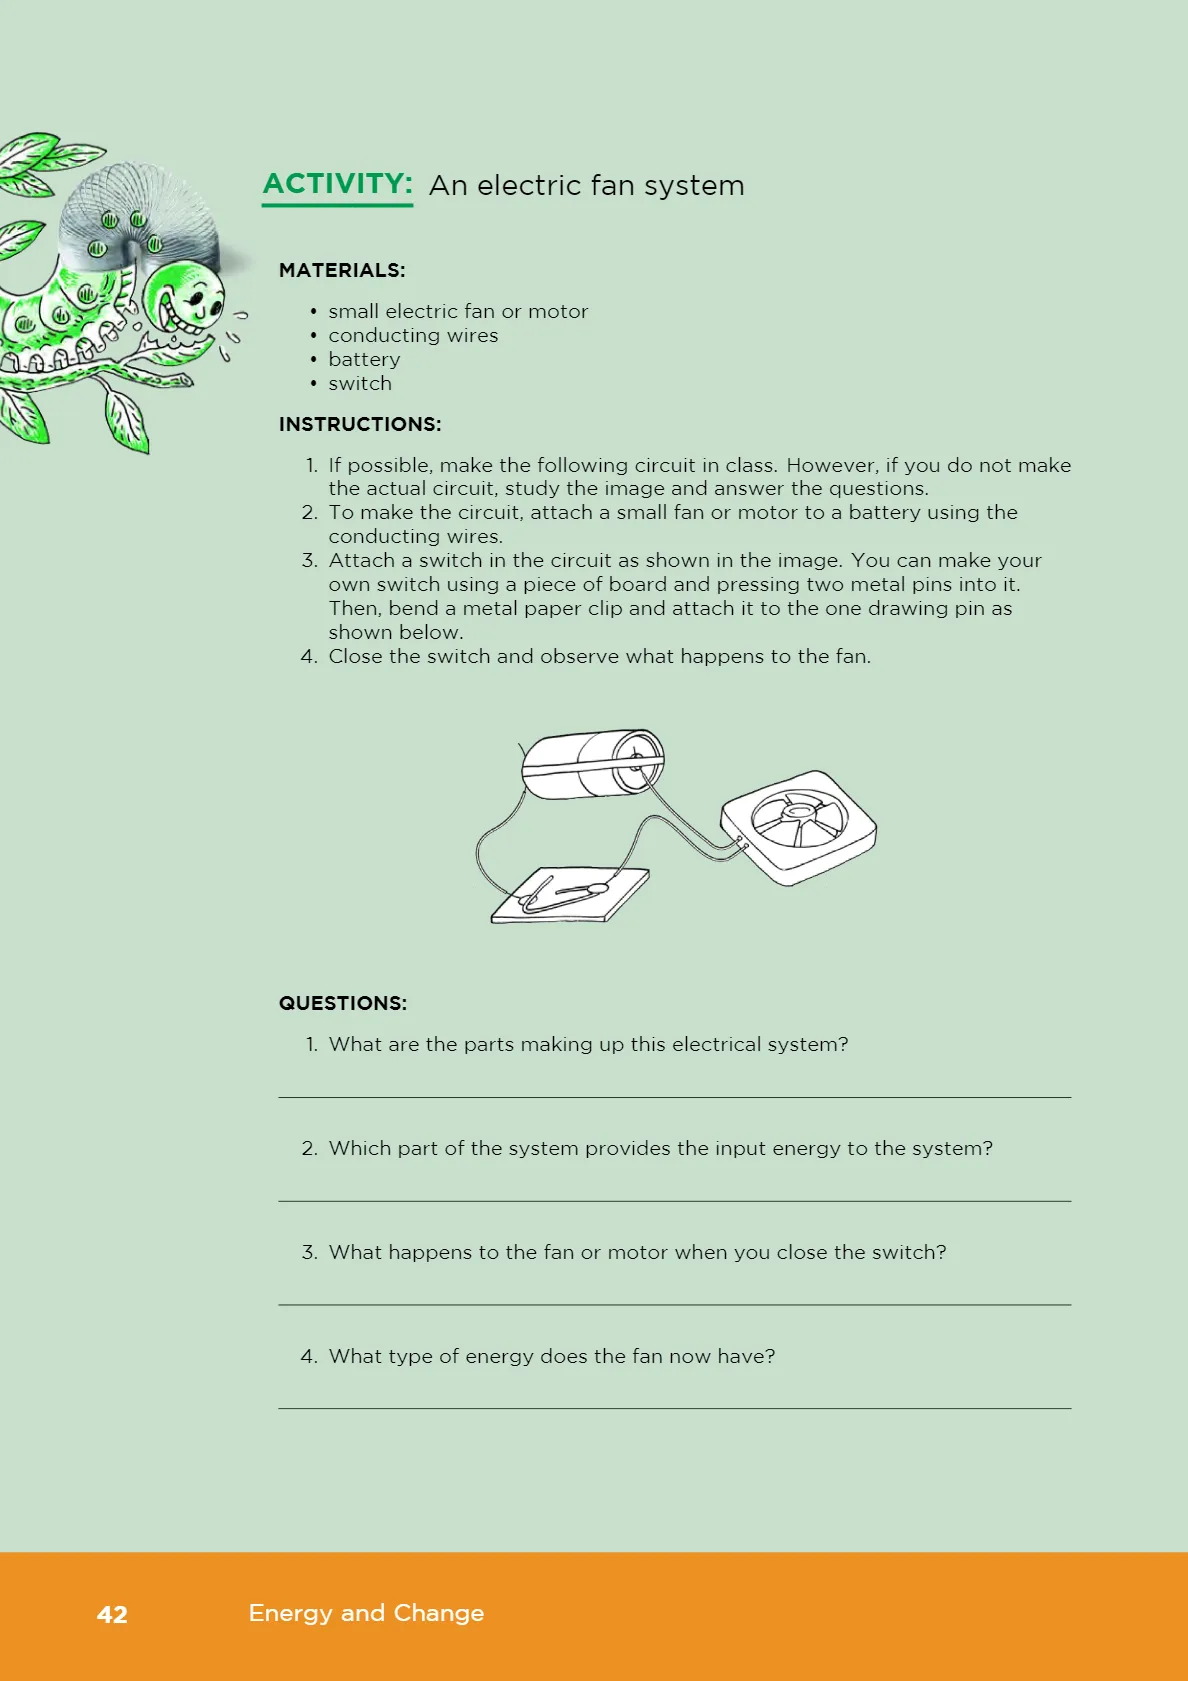 ACTIVITY: An electric fan system
MATERIALS:
• small electric fan or motor
• conducting wires
• battery
• switch
INSTRUCTIONS:
1. If possible, make the following circuit in class. However, if you do not make
the actual circuit, study the image and answer the questions.
2. To make the circuit, attach a small fan or motor to a battery using the
conducting wires.
3. Attach a switch in the circuit as shown in the image. You can make your
own switch using a piece of board and pressing two metal pins into it.
Then, bend a metal paper clip and attach it to the one drawing pin as
shown below.
4. Close the switch and observe what happens to the fan.
QUESTIONS:
1. What are the parts making up this electrical system?
2. Which part of the system provides the input energy to the system?
3. What happens to the fan or motor when you close the switch?
4. What type of energy does the fan now have?
42 Energy and Change